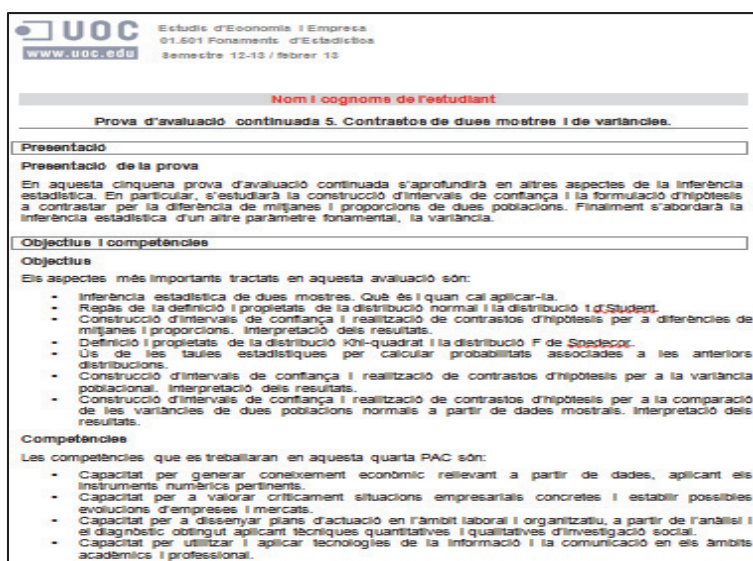 UOC
www.uoc.edu
Estudis d'Economia i Empresa
01.501 Fonaments d'Estadística
Semestre 12-13 / febrer 13
Nom i cognoms de l'estudiant
Prova d'avaluació continuada 5. Contrastos de dues mostres i de variàncies.
Presentació
Presentació de la prova
En aquesta cinquena prova d'avaluació continuada s'aprofundirà en altres aspectes de la inferència
estadística. En particular, s'estudiarà la construcció d'intervals de confiança i la formulació d'hipòtesis
a contrastar per la diferència de mitjanes i proporcions de dues poblacions. Finalment s'abordarà la
inferència estadística d'un altre paràmetre fonamental, la variància.
Objectius i competències
Objectius
Els aspectes més importants tractats en aquesta avaluació són:
- Inferència estadística de dues mostres. Què és i quan cal aplicar-la.
- Repàs de la definició i propietats de la distribució normal i la distribució t d'Student.
- Construcció d'intervals de confiança i realització de contrastos d'hipòtesis per a diferències de
mitjanes i proporcions. Interpretació dels resultats.
- Definició i propietats de la distribució Khi-quadrat i la distribució F de Snedecor.
- Ús de les taules estadístiques per calcular probabilitats associades a les anteriors
distribucions.
- Construcció d'intervals de confiança i realització de contrastos d'hipòtesis per a la variància
poblacional. Interpretació dels resultats.
- Construcció d'intervals de confiança i realització de contrastos d'hipòtesis per a la comparació
de les variàncies de dues poblacions normals a partir de dades mostrals. Interpretació dels
resultats.
Competències
Les competències que es treballaran en aquesta quarta PAC són:
- Capacitat per generar coneixement econòmic rellevant a partir de dades, aplicant els
instruments numèrics pertinents.
- Capacitat per a valorar críticament situacions empresarials concretes i establir possibles
evolucions d'empreses i mercats.
- Capacitat per a dissenyar plans d'actuació en l'àmbit laboral i organitzatiu, a partir de l'anàlisi i
el diagnòstic obtingut aplicant tècniques quantitatives i qualitatives d'investigació social.
- Capacitat per utilitzar i aplicar tecnologies de la informació i la comunicació en els àmbits
acadèmics i professional.